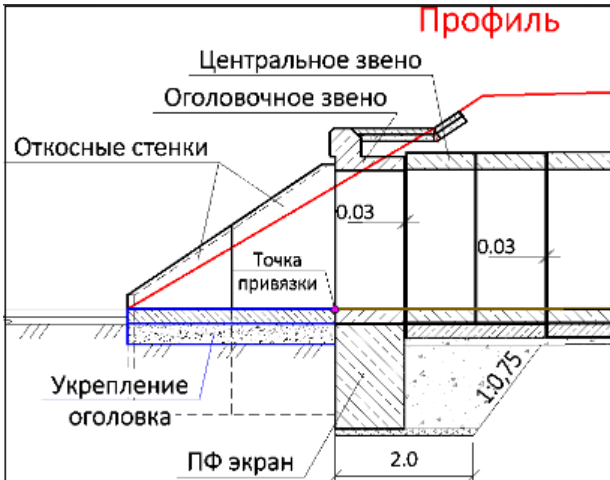 Профиль
Центральное звено
Оголовочное звено
Откосные стенки
0.03
0.03
Точка
привязки
Укрепление
оголовка
1:0,75
ПФ экран
2.0